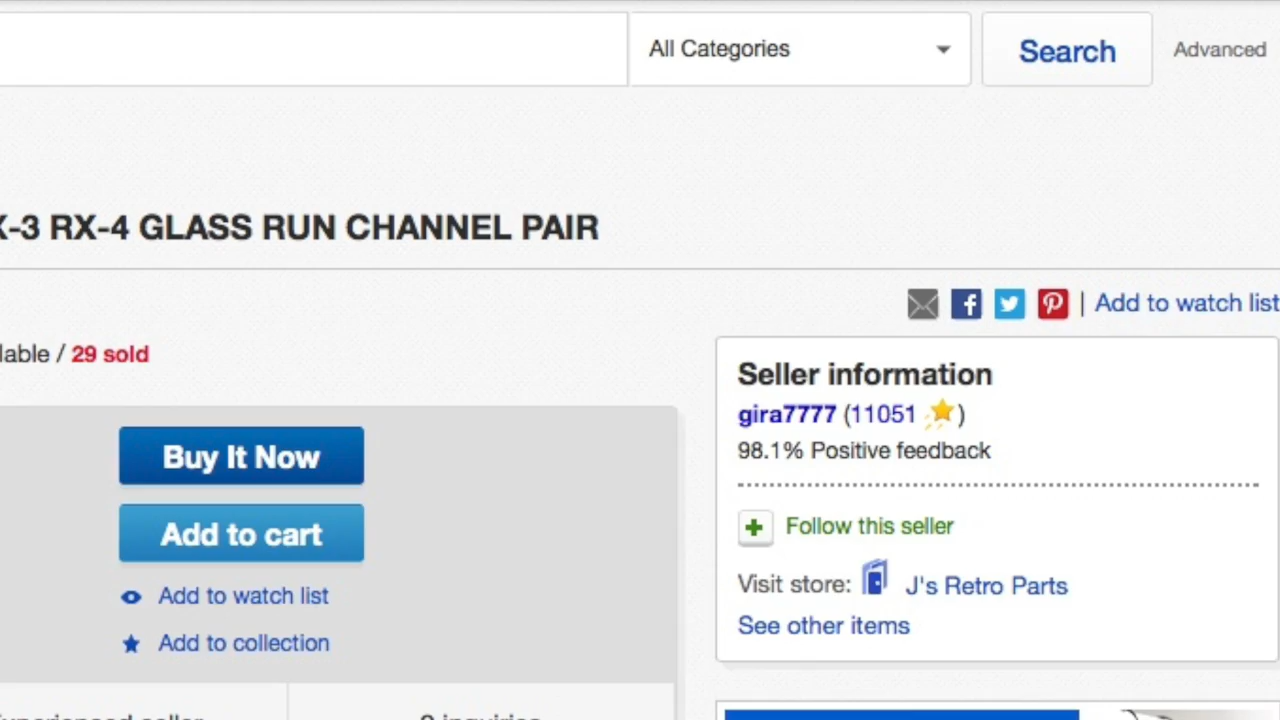 All Categories
Search
Advanced
X-3 RX-4 GLASS RUN CHANNEL PAIR
| Add to watch list
lable / 29 sold
Seller information
gira7777 (11051 )
98.1% Positive feedback
Buy It Now
Follow this seller
Add to cart
Visit store: J's Retro Parts
Add to watch list
See other items
Add to collection